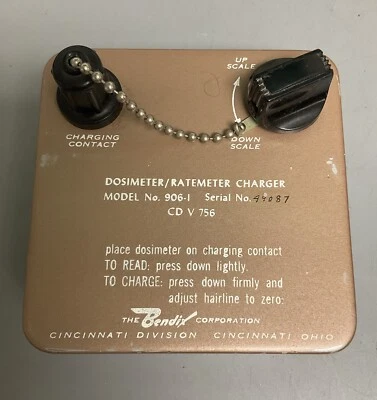 UP
SCALE
CHARGING
CONTACT
DOWN
SCALE
DOSIMETER/RATEMETER CHARGER
MODEL No. 906-1 Serial No. 44087
CD V 756
place dosimeter on charging contact
TO READ: press down lightly.
TO CHARGE: press down firmly and
adjust hairline to zero:
THE Bendix CORPORATION
CINCINNATI DIVISION CINCINNATI OHIO